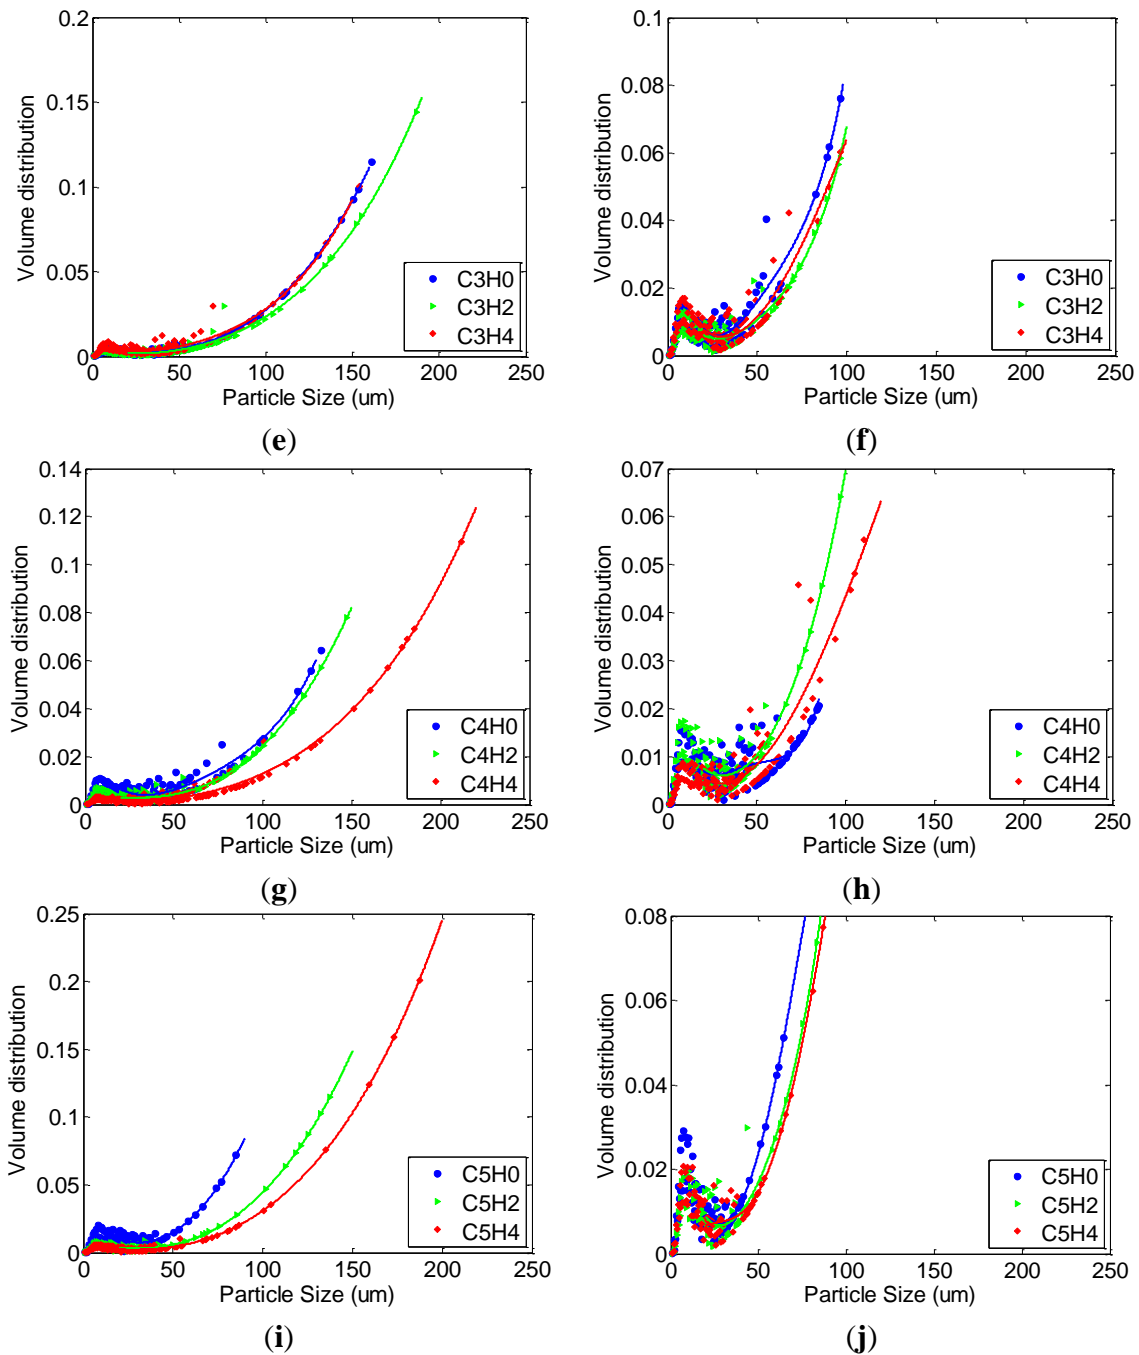 0.2
0.15
0.1
0.05
0
0 50 100 150 200 250
Volume distribution
Particle Size (um)
C3H0
C3H2
C3H4
(e)
0.1
0.08
0.06
0.04
0.02
0
0 50 100 150 200 250
Volume distribution
Particle Size (um)
C3H0
C3H2
C3H4
(f)
0.14
0.12
0.1
0.08
0.06
0.04
0.02
0
0 50 100 150 200 250
Volume distribution
Particle Size (um)
C4H0
C4H2
C4H4
(g)
0.07
0.06
0.05
0.04
0.03
0.02
0.01
0
0 50 100 150 200 250
Volume distribution
Particle Size (um)
C4H0
C4H2
C4H4
(h)
0.25
0.2
0.15
0.1
0.05
0
0 50 100 150 200 250
Volume distribution
Particle Size (um)
C5H0
C5H2
C5H4
(i)
0.08
0.06
0.04
0.02
0
0 50 100 150 200 250
Volume distribution
Particle Size (um)
C5H0
C5H2
C5H4
(j)